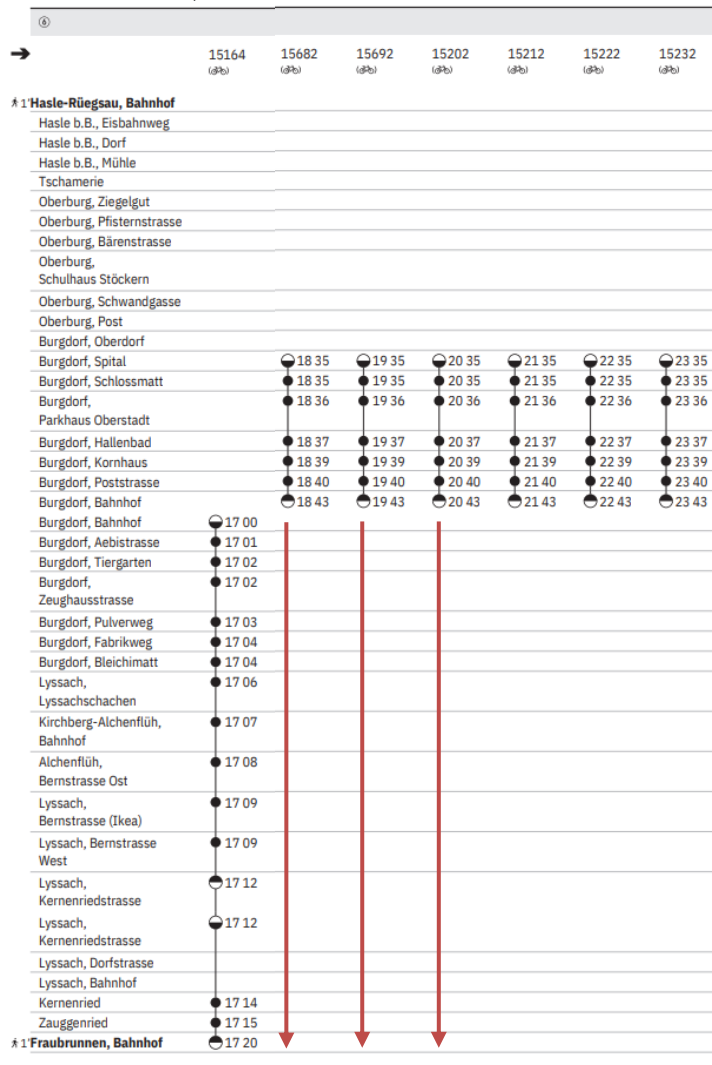 6
15164 15682 15692 15202 15212 15222 15232
1' Hasle-Rüegsau, Bahnhof
Hasle b.B., Eisbahnweg
Hasle b.B., Dorf
Hasle b.B., Mühle
Tschamerie
Oberburg, Ziegelgut
Oberburg, Pfisternstrasse
Oberburg, Bärenstrasse
Oberburg,
Schulhaus Stöckern
Oberburg, Schwandgasse
Oberburg, Post
Burgdorf, Oberdorf
Burgdorf, Spital 18 35 19 35 20 35 21 35 22 35 23 35
Burgdorf, Schlossmatt 18 35 19 35 20 35 21 35 22 35 23 35
Burgdorf, 18 36 19 36 20 36 21 36 22 36 23 36
Parkhaus Oberstadt
Burgdorf, Hallenbad 18 37 19 37 20 37 21 37 22 37 23 37
Burgdorf, Kornhaus 18 39 19 39 20 39 21 39 22 39 23 39
Burgdorf, Poststrasse 18 40 19 40 20 40 21 40 22 40 23 40
Burgdorf, Bahnhof 18 43 19 43 20 43 21 43 22 43 23 43
Burgdorf, Bahnhof 17 00
Burgdorf, Aebistrasse 17 01
Burgdorf, Tiergarten 17 02
Burgdorf, 17 02
Zeughausstrasse
Burgdorf, Pulverweg 17 03
Burgdorf, Fabrikweg 17 04
Burgdorf, Bleichimatt 17 04
Lyssach, 17 06
Lyssachschachen
Kirchberg-Alchenflüh, 17 07
Bahnhof
Alchenflüh, 17 08
Bernstrasse Ost
Lyssach, 17 09
Bernstrasse (Ikea)
Lyssach, Bernstrasse 17 09
West
Lyssach, 17 12
Kernenriedstrasse
Lyssach, 17 12
Kernenriedstrasse
Lyssach, Dorfstrasse
Lyssach, Bahnhof
Kernenried 17 14
Zauggenried 17 15
1' Fraubrunnen, Bahnhof 17 20